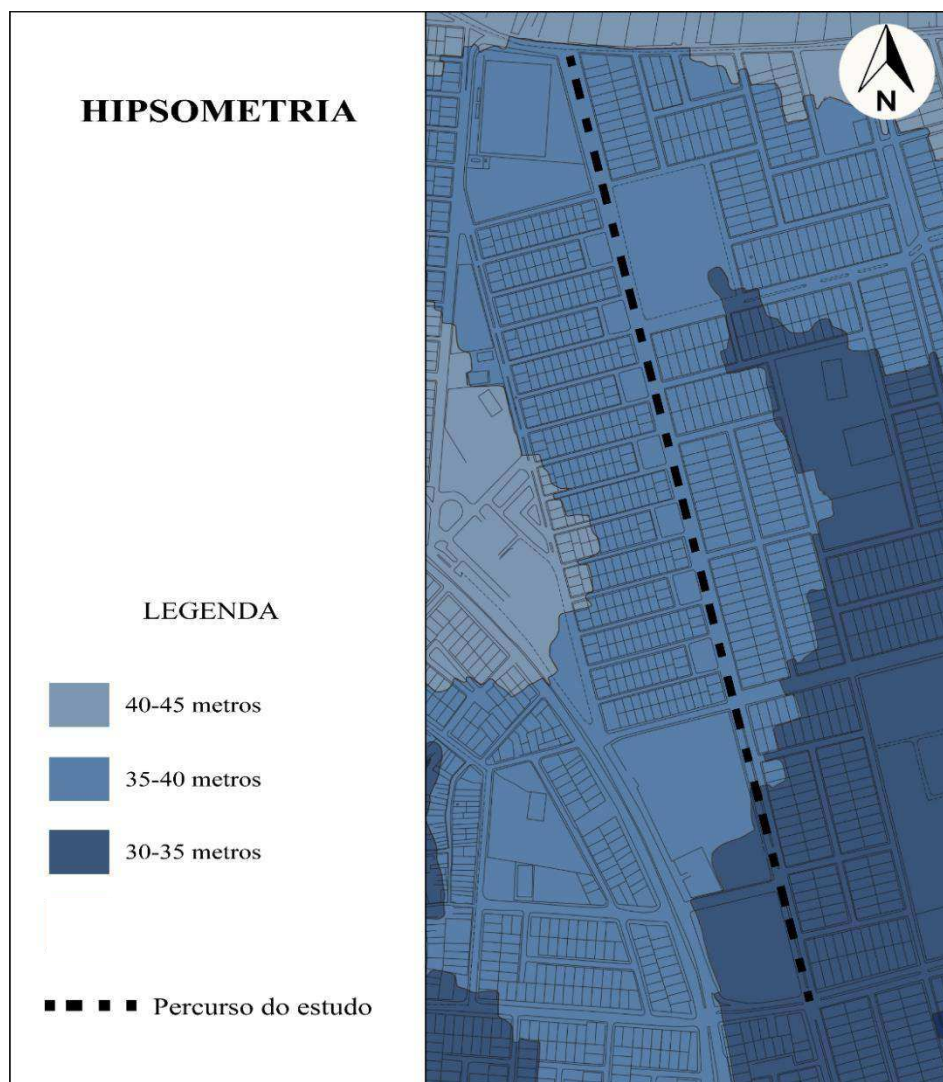 HIPSOMETRIA
N
LEGENDA
40-45 metros
35-40 metros
30-35 metros
Percurso do estudo